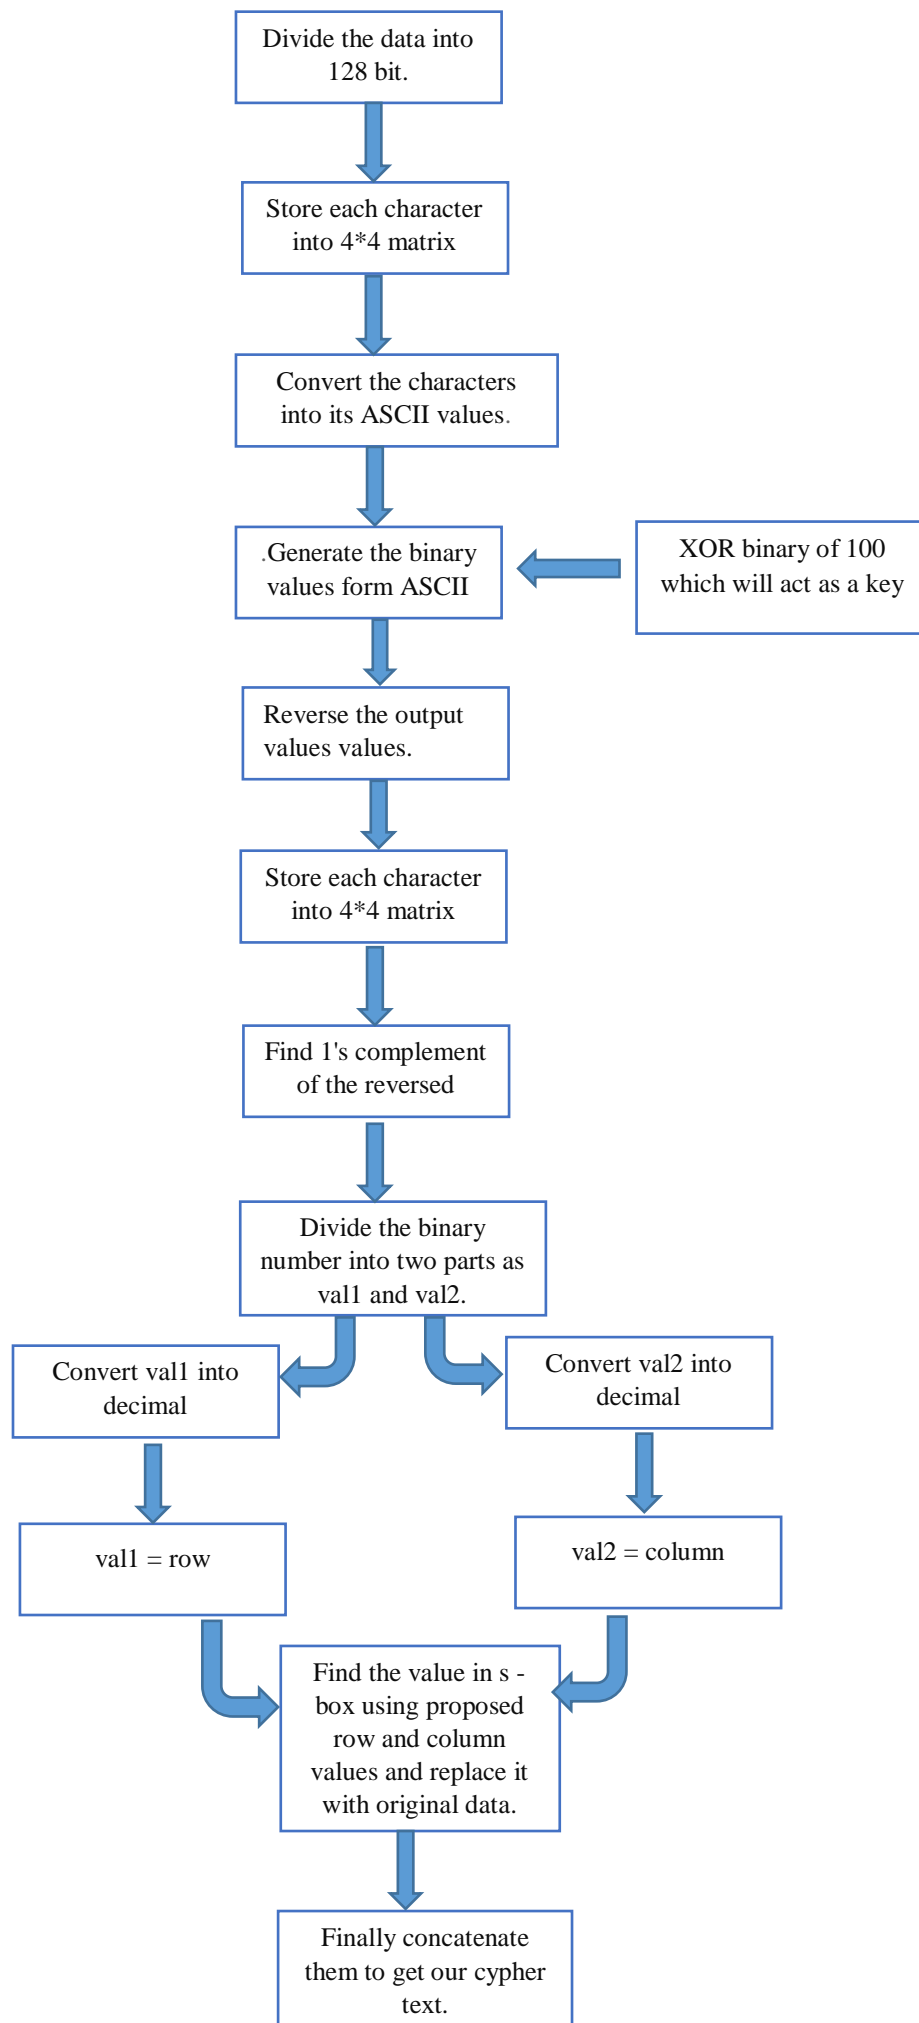 Divide the data into
128 bit.
Store each character
into 4*4 matrix
Convert the characters
into its ASCII values.
.Generate the binary
values form ASCII
XOR binary of 100
which will act as a key
Reverse the output
values values.
Store each character
into 4*4 matrix
Find 1's complement
of the reversed
Divide the binary
number into two parts as
val1 and val2.
Convert val1 into
decimal
Convert val2 into
decimal
val1 = row
val2 = column
Find the value in s -
box using proposed
row and column
values and replace it
with original data.
Finally concatenate
them to get our cypher
text.